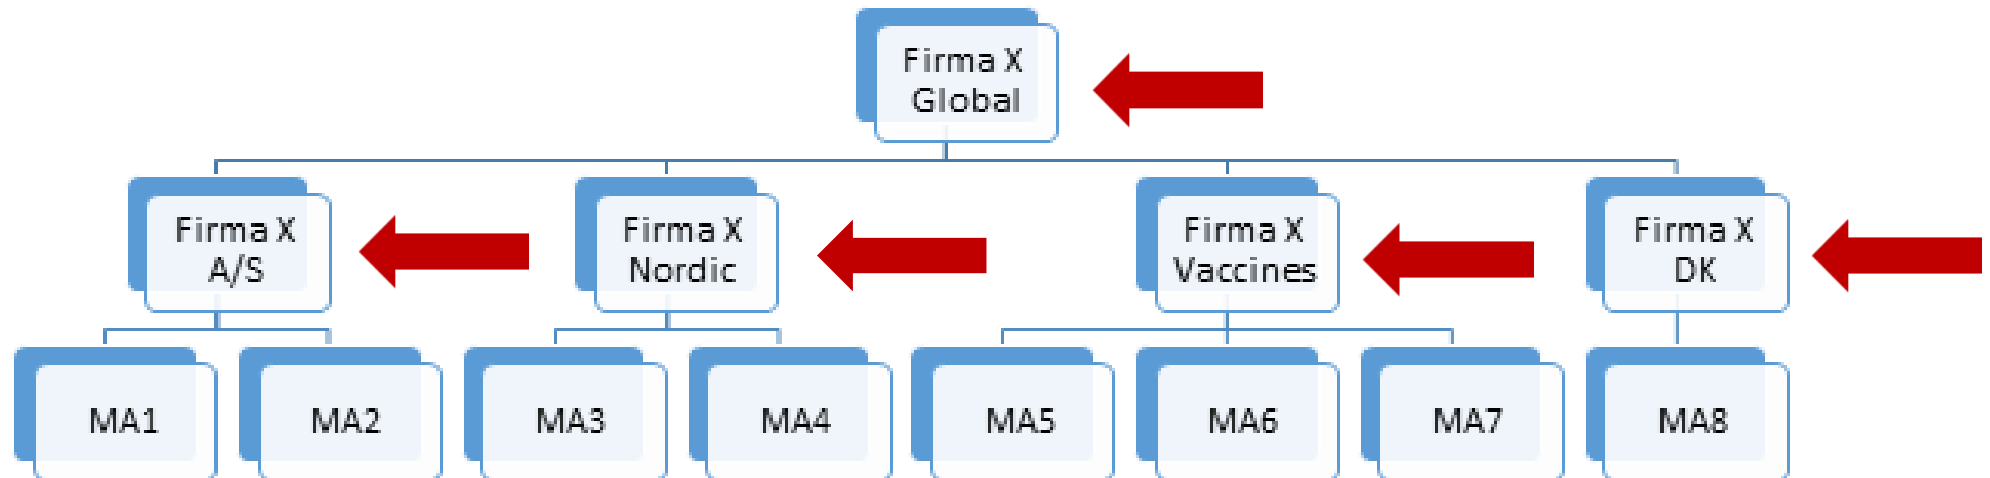 Firma X
Global
Firma X
A/S
Firma X
Nordic
Firma X
Vaccines
Firma X
DK
MA1
MA2
MA3
MA4
MA5
MA6
MA7
MA8